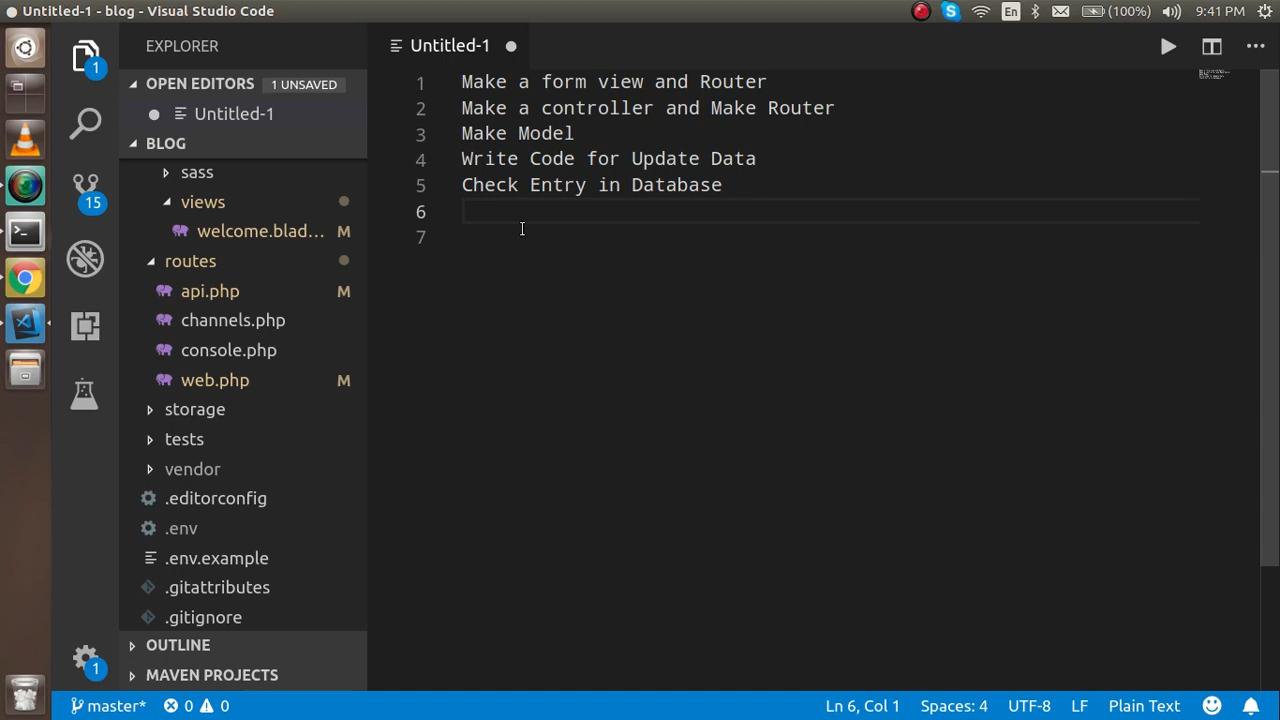 Untitled-1 - blog - Visual Studio Code
En
(100%)
9:41 PM
EXPLORER
Untitled-1
OPEN EDITORS 1 UNSAVED
Untitled-1
BLOG
sass
views
welcome.blad... M
routes
api.php M
channels.php
console.php
web.php M
storage
tests
vendor
.editorconfig
.env
.env.example
.gitattributes
.gitignore
OUTLINE
MAVEN PROJECTS
1
15
1
1 Make a form view and Router
2 Make a controller and Make Router
3 Make Model
4 Write Code for Update Data
5 Check Entry in Database
6
7
master* 0 0 Ln 6, Col 1 Spaces: 4 UTF-8 LF Plain Text